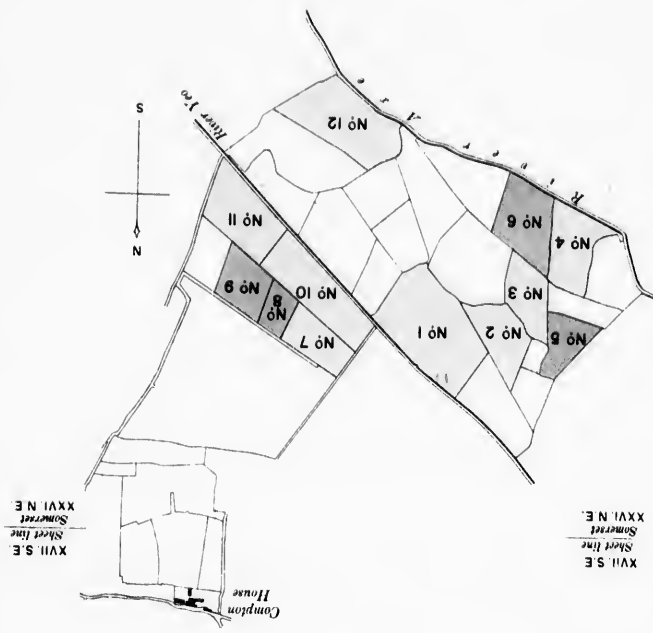 Compton
House
XVII. S.E.
Sheet line
Somerset
XXVI. N.E.
XVII. S.E.
Sheet line
Somerset
XXVI. N.E.
No 5
No 2
No 1
No 7
No 8
No 9
No 3
No 10
No 4
No 6
No 11
N
S
River Axe
River Yeo
No 12